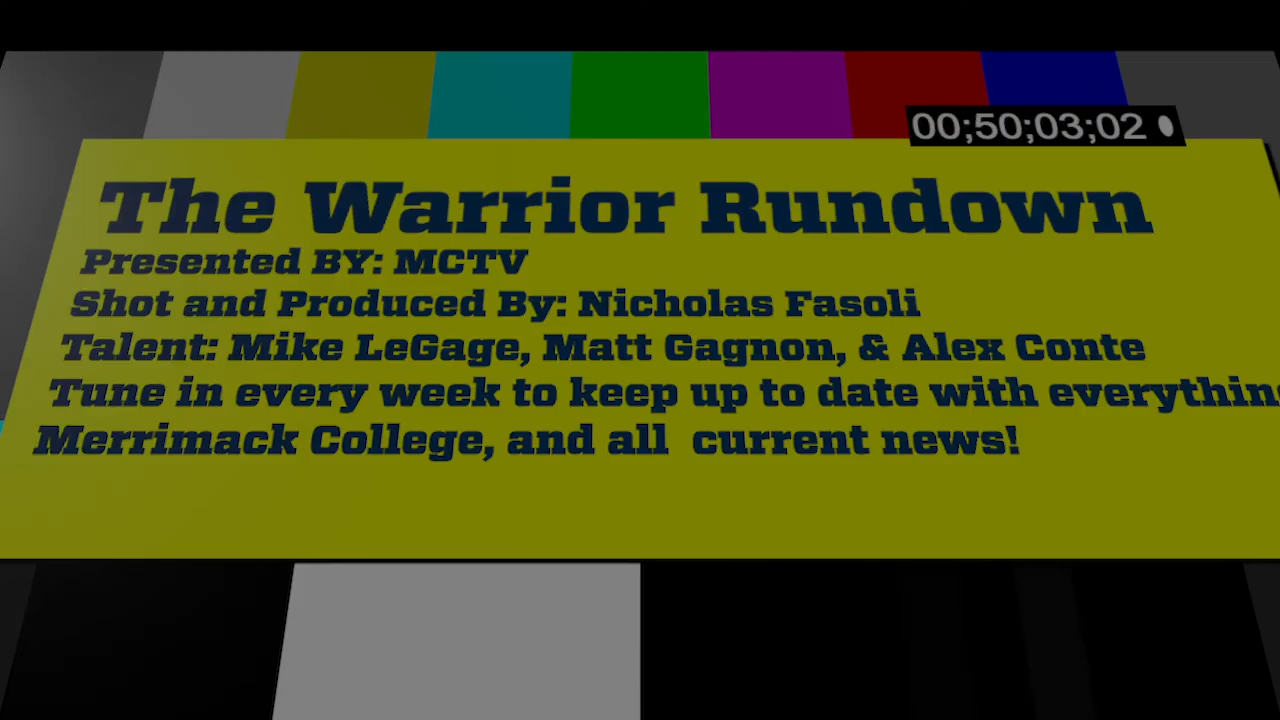 00;50;03;02
The Warrior Rundown
Presented BY: MCTV
Shot and Produced By: Nicholas Fasoli
Talent: Mike LeGage, Matt Gagnon, & Alex Conte
Tune in every week to keep up to date with everything
Merrimack College, and all current news!